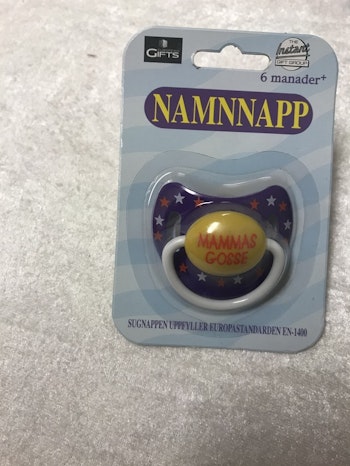 GIFTS
THE
Instant
GIFT GROUP
6 manader+
NAMNNAPP
MAMMAS
GOSSE
SUGNAPPEN UPPFYLLER EUROPASTANDARDEN EN-1400